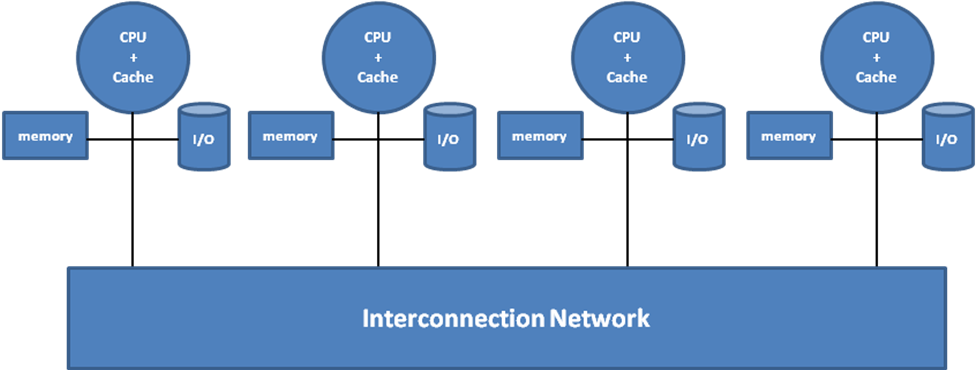 CPU
+
Cache
CPU
+
Cache
CPU
+
Cache
CPU
+
Cache
memory
I/O
memory
I/O
memory
I/O
memory
I/O
Interconnection Network